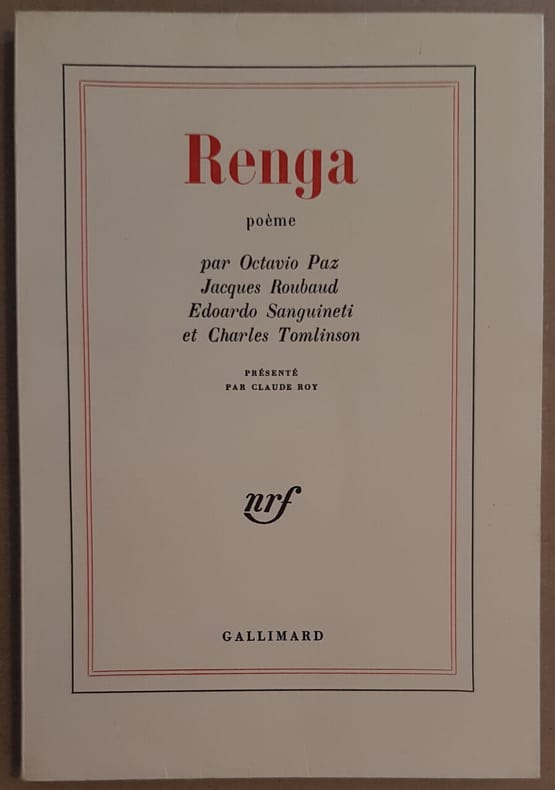 Renga
poème
par Octavio Paz
Jacques Roubaud
Edoardo Sanguineti
et Charles Tomlinson
PRÉSENTÉ
PAR CLAUDE ROY
nrf
GALLIMARD